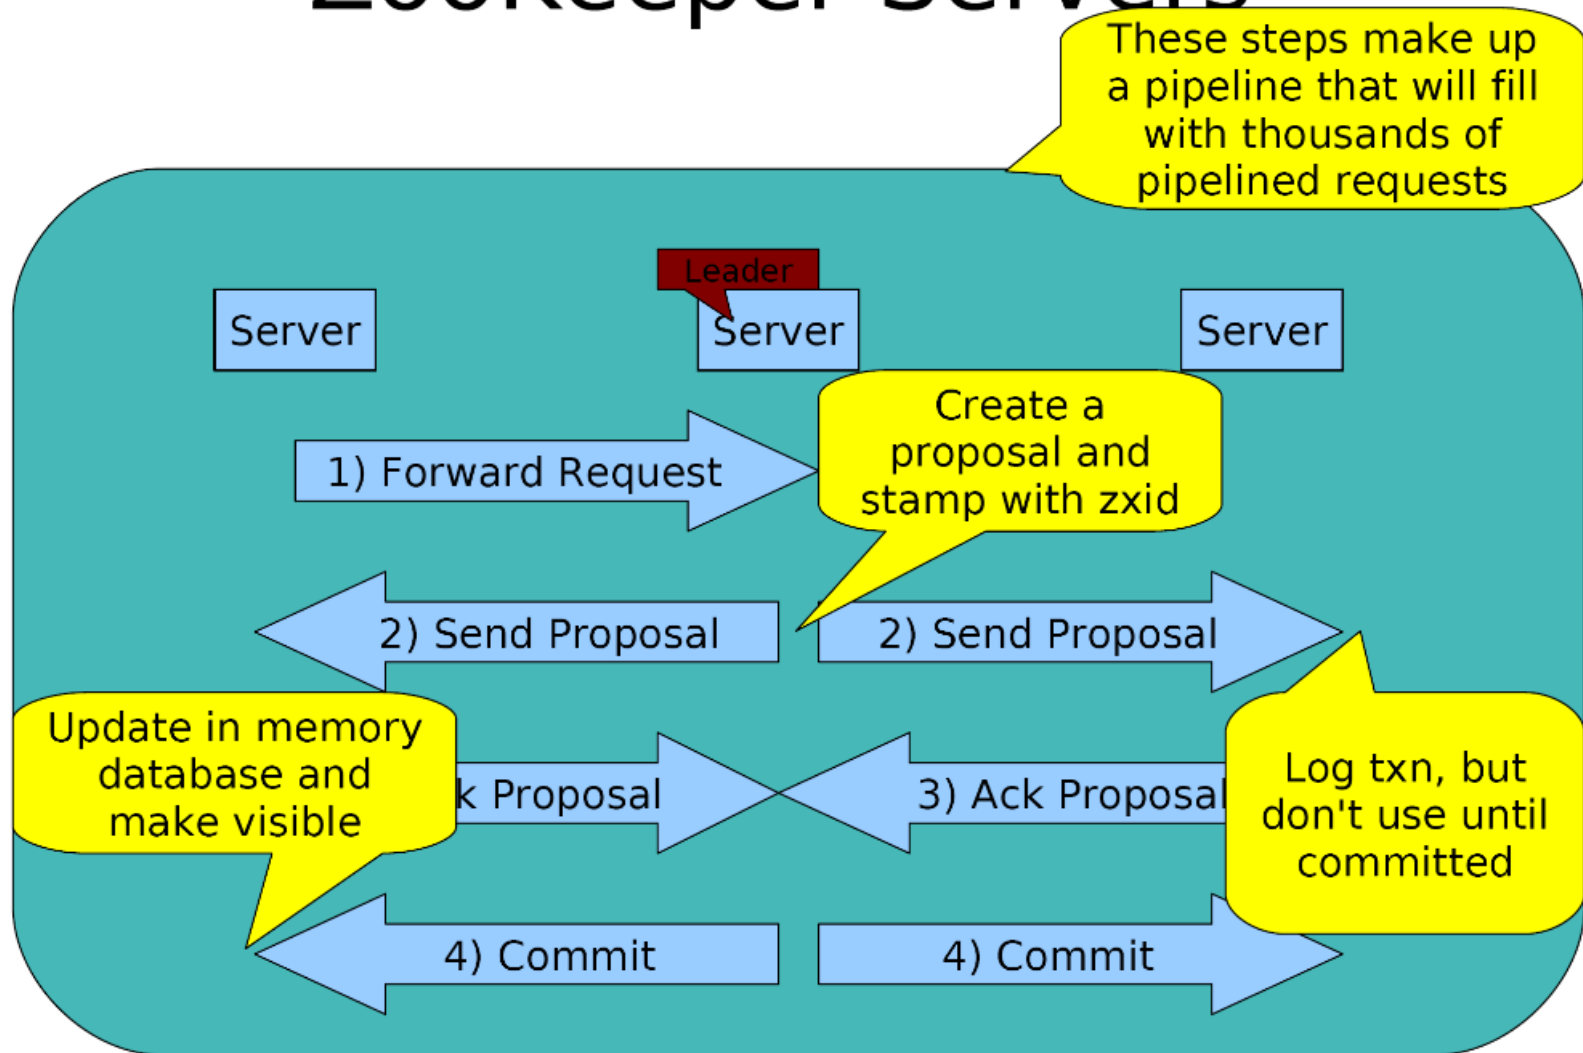 ZooKeeper Servers
These steps make up
a pipeline that will fill
with thousands of
pipelined requests
Leader
Server
Server
Server
Create a
proposal and
stamp with zxid
1) Forward Request
2) Send Proposal
2) Send Proposal
Update in memory
database and
make visible
k Proposal
3) Ack Proposal
Log txn, but
don't use until
committed
4) Commit
4) Commit